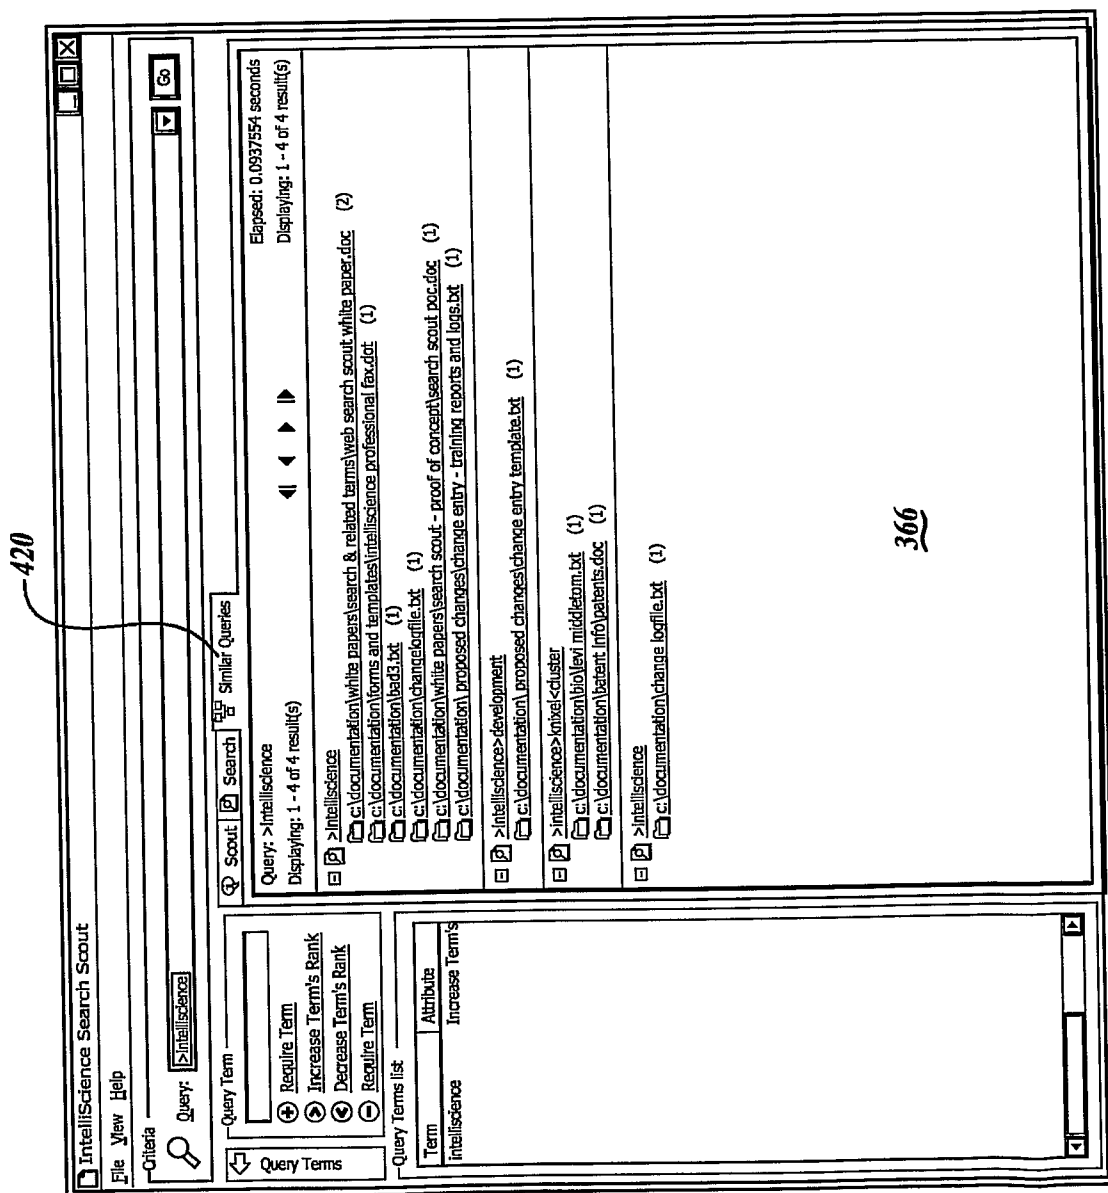 420
IntelliScience Search Scout
File View Help
Criteria
Query: >Intelliscience
Go
Query Terms
Query Term
Require Term
Increase Term's Rank
Decrease Term's Rank
Require Term
Query Terms list
Term Attribute
intelliscience Increase Term's
Scout Search Similar Queries
Query: >Intelliscience Elapsed: 0.0937554 seconds
Displaying: 1 - 4 of 4 result(s) Displaying: 1 - 4 of 4 result(s)
>Intelliscience
c:\documentation\white papers\search & related terms\web search scout white paper.doc (2)
c:\documentation\forms and templates\intelliscience professional fax.dot (1)
c:\documentation\bad3.txt (1)
c:\documentation\changelogfile.txt (1)
c:\documentation\white papers\search scout - proof of concept\search scout poc.doc (1)
c:\documentation\ proposed changes\change entry - training reports and logs.txt (1)
>Intelliscience>development
c:\documentation\ proposed changes\change entry template.txt (1)
>intelliscience>knixel<cluster
c:\documentation\bio\levi middletom.txt (1)
c:\documentation\batent info\patents.doc (1)
>Intelliscience
c:\documentation\change logfile.txt (1)
366